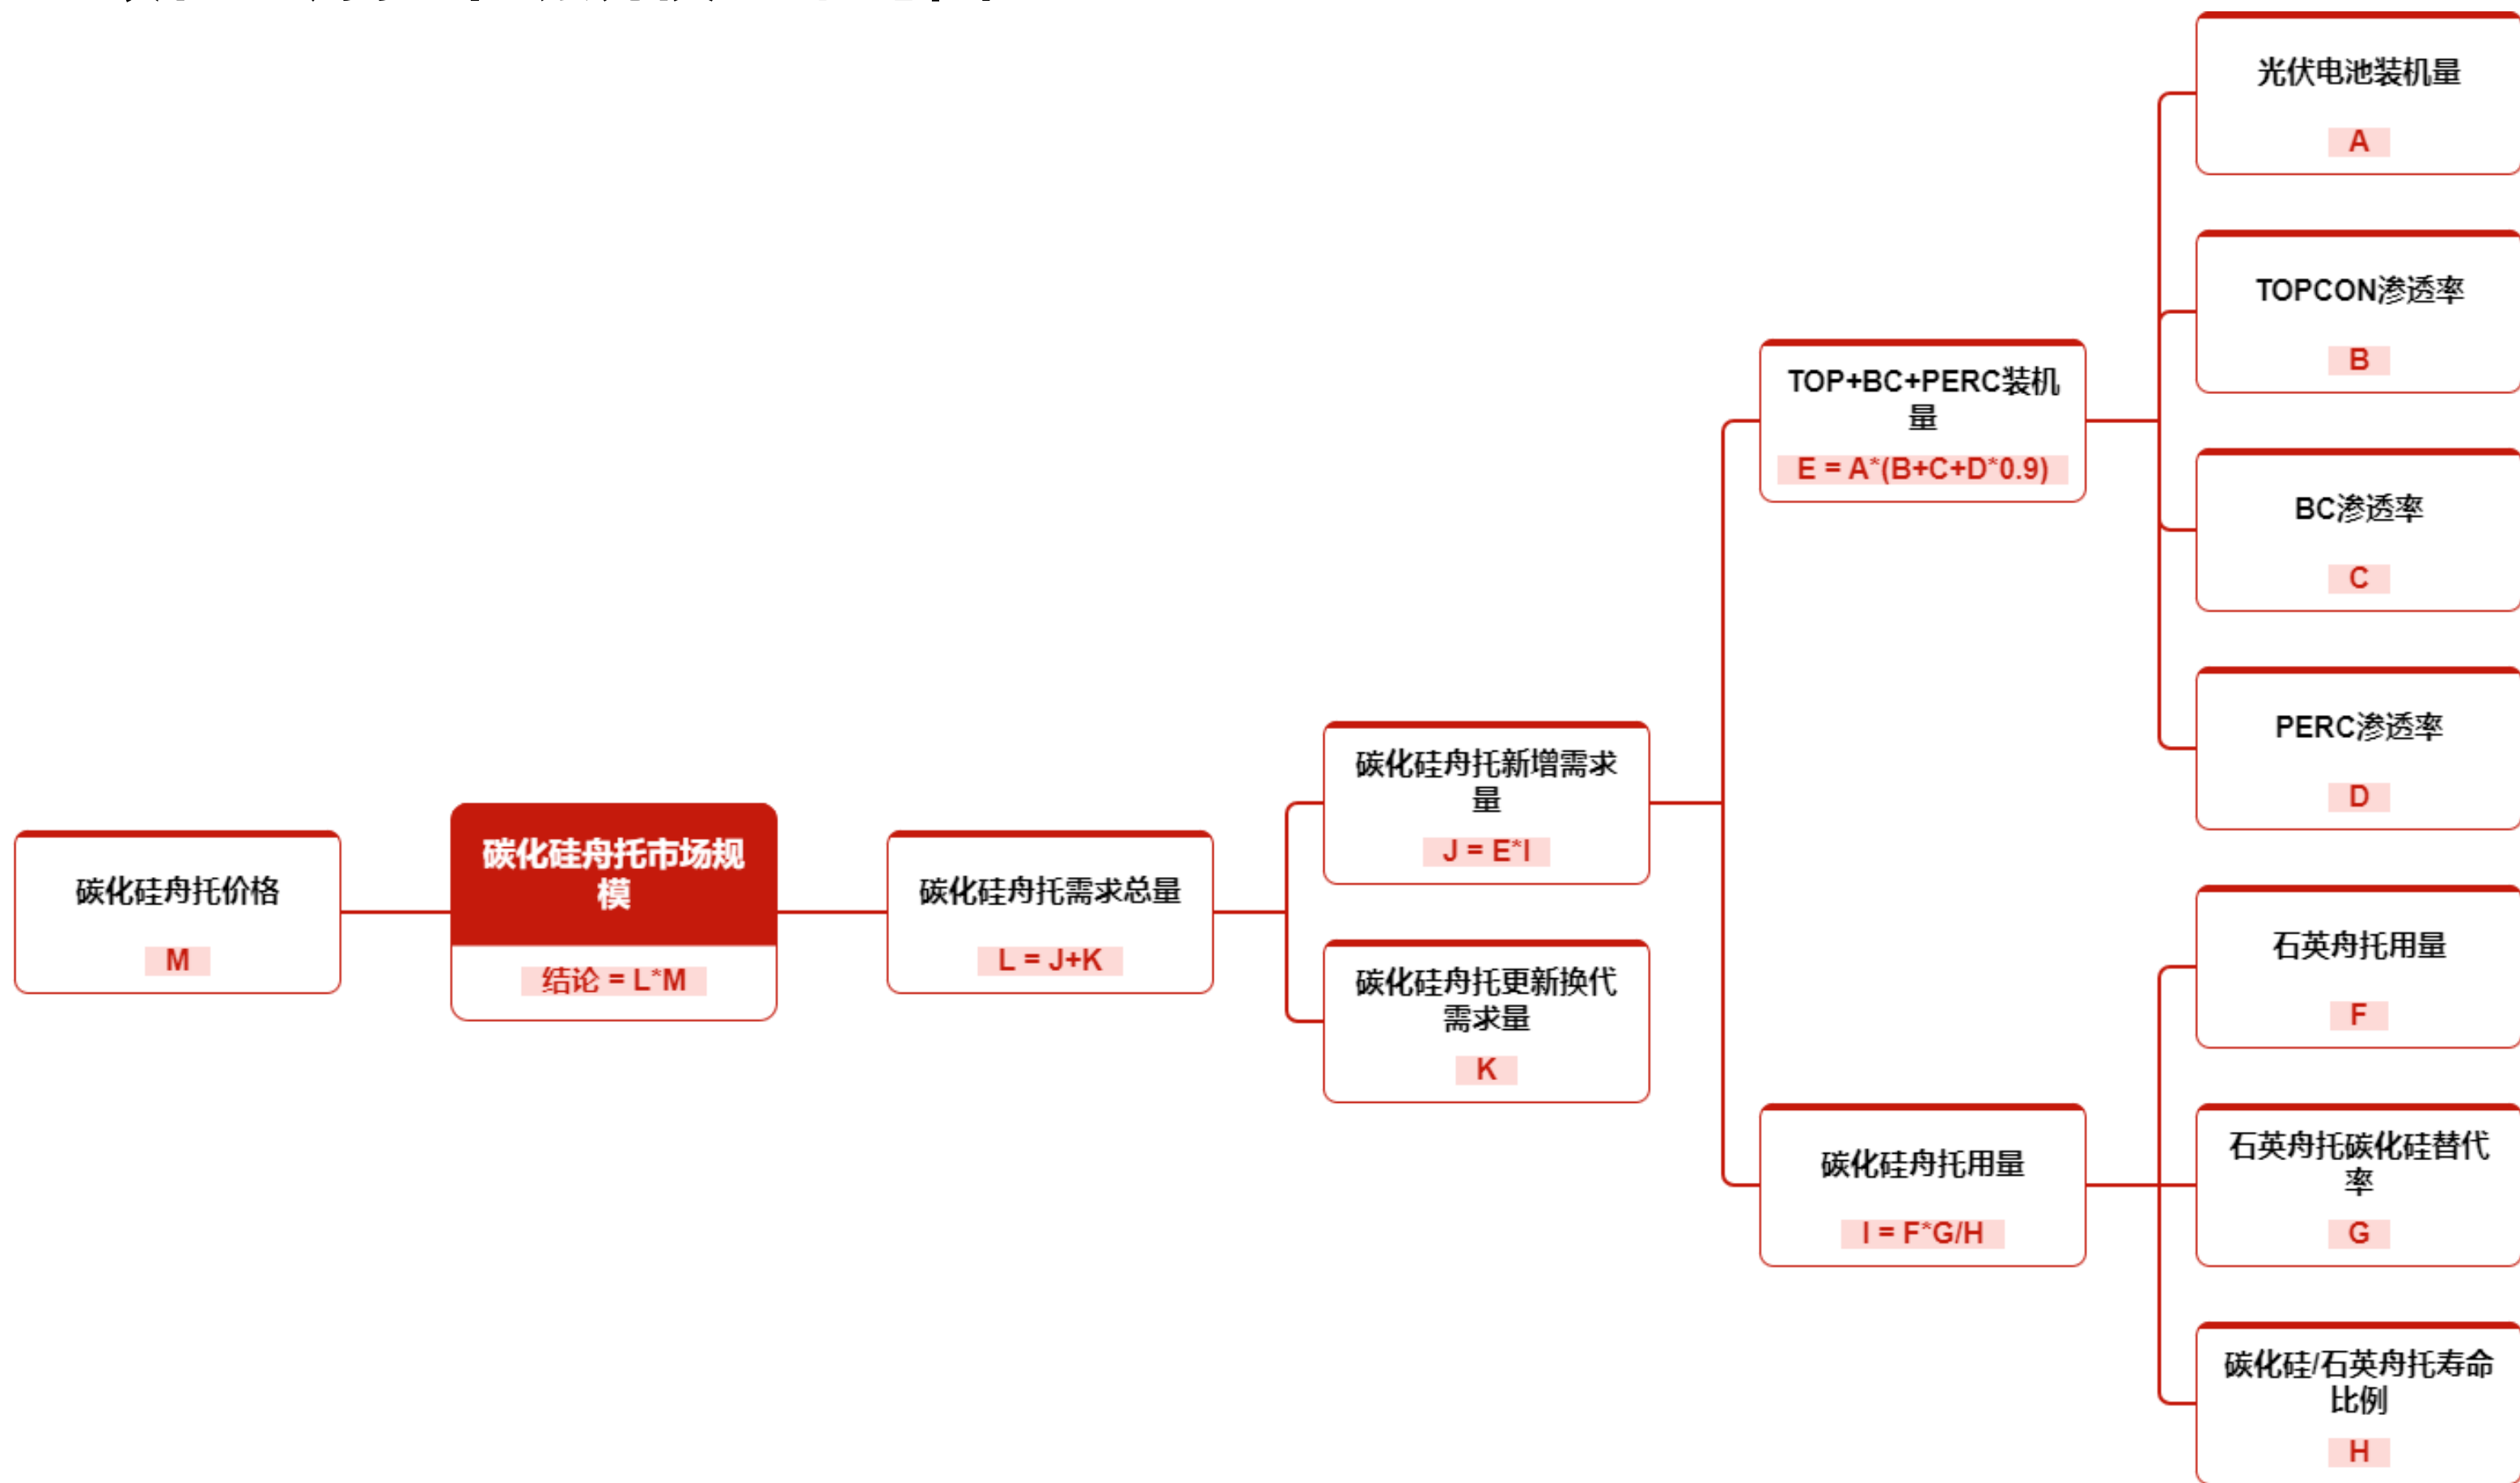 光伏电池装机量
A
TOPCON渗透率
B
TOP+BC+PERC装机
量
E = A*(B+C+D*0.9)
BC渗透率
C
PERC渗透率
D
碳化硅舟托新增需求
量
J = E*I
碳化硅舟托价格
M
碳化硅舟托市场规
模
结论 = L*M
碳化硅舟托需求总量
L = J+K
碳化硅舟托更新换代
需求量
K
石英舟托用量
F
碳化硅舟托用量
I = F*G/H
石英舟托碳化硅替代
率
G
碳化硅/石英舟托寿命
比例
H